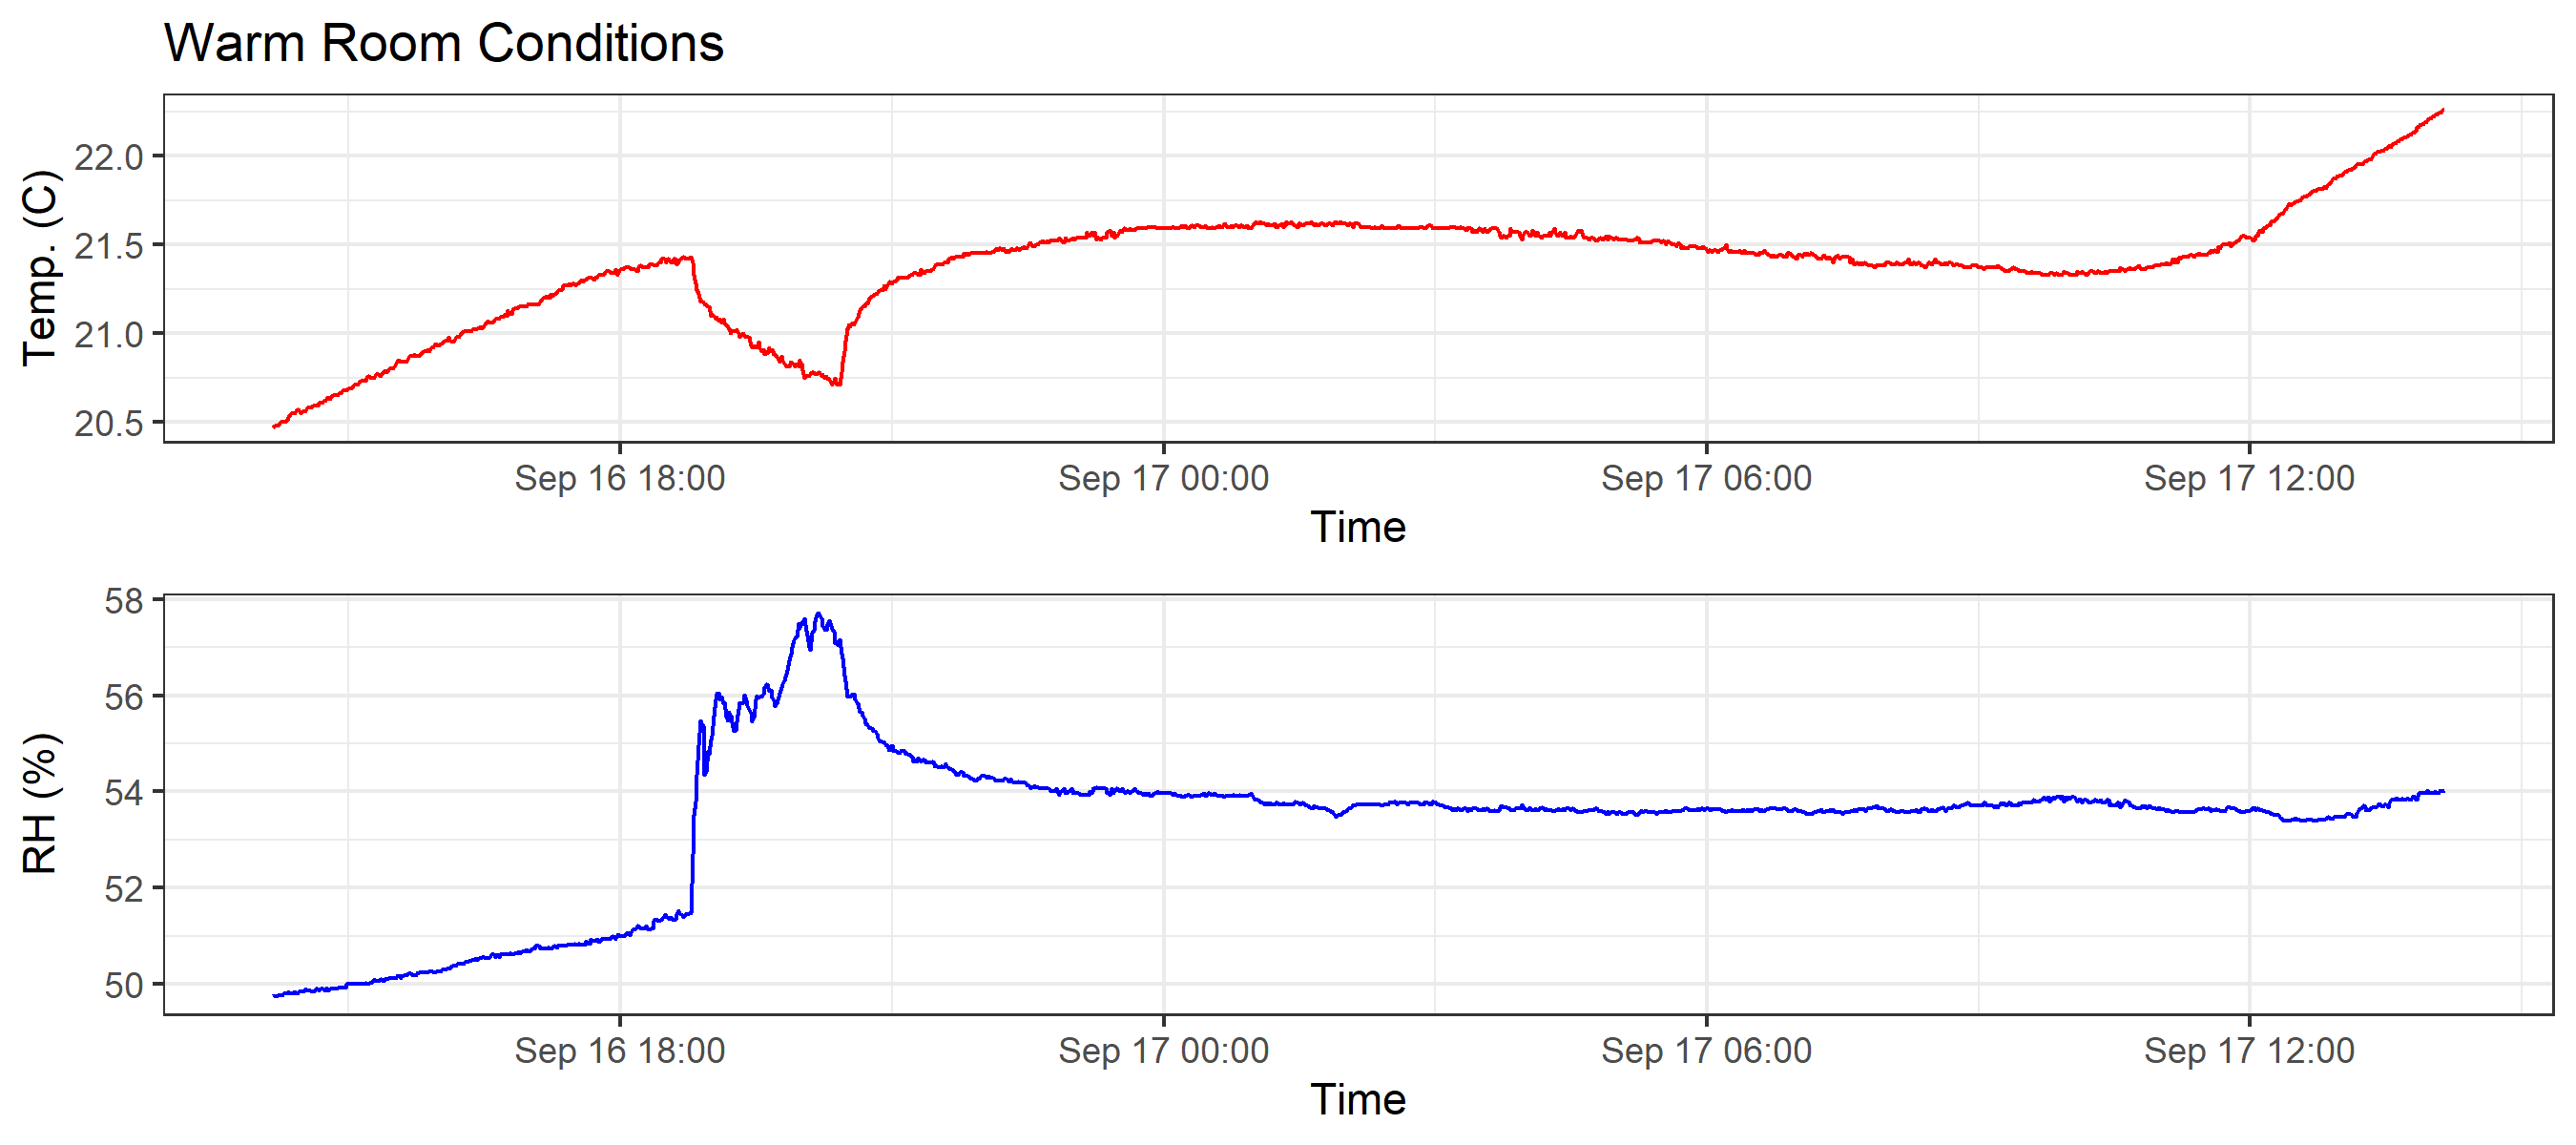 Warm Room Conditions
Temp. (C)
22.0
21.5
21.0
20.5
Sep 16 18:00 Sep 17 00:00 Sep 17 06:00 Sep 17 12:00
Time
RH (%)
58
56
54
52
50
Sep 16 18:00 Sep 17 00:00 Sep 17 06:00 Sep 17 12:00
Time